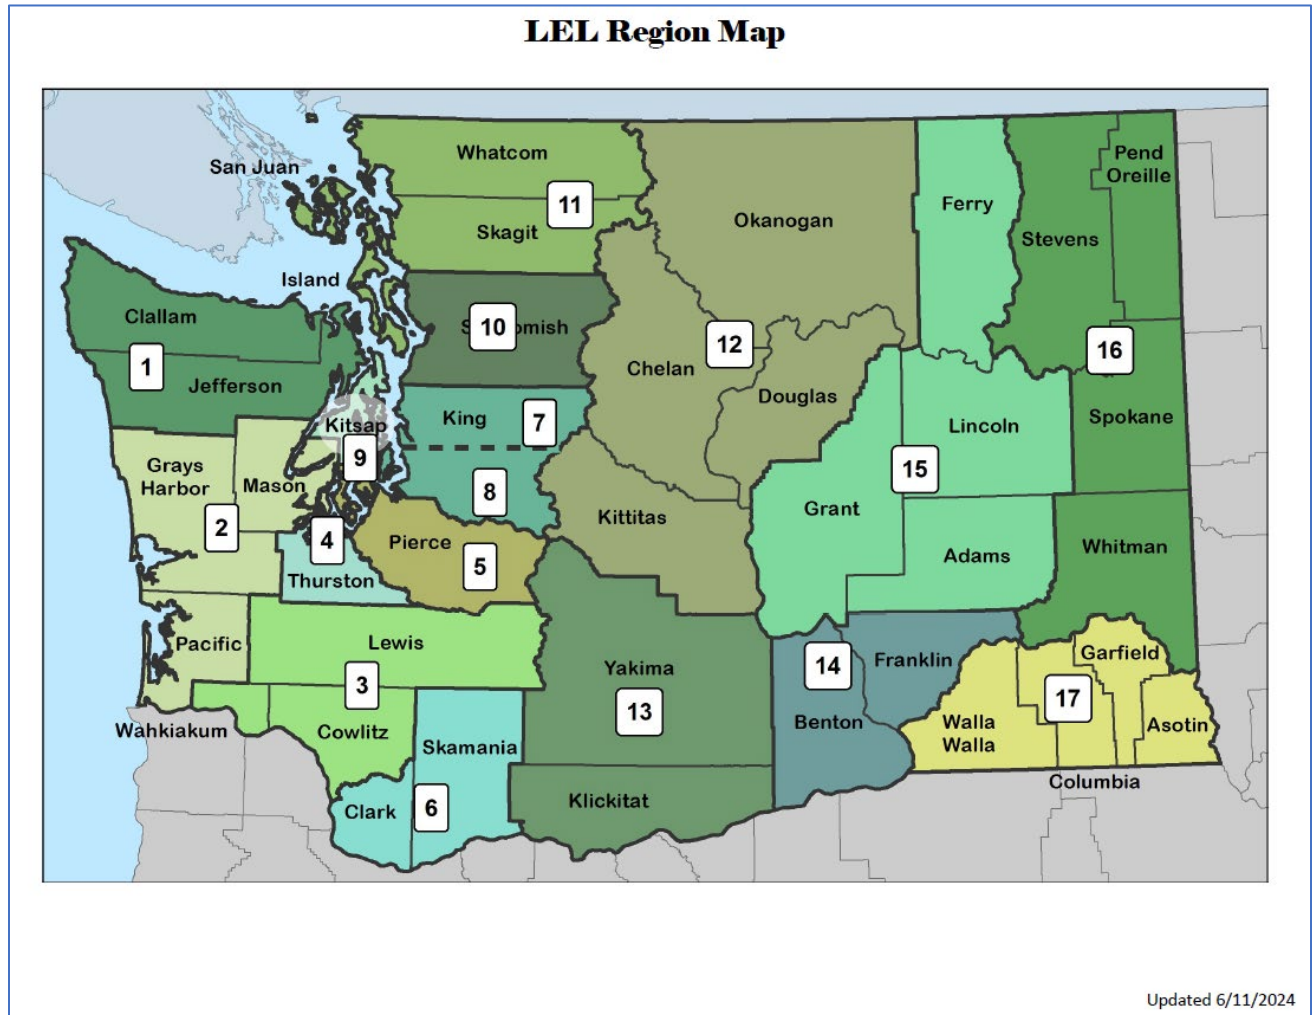 LEL Region Map
San Juan
Whatcom
11
Skagit
Okanogan
Ferry
Pend
Oreille
Stevens
Island
Clallam
1
Jefferson
10
S omish
12
Chelan
Douglas
16
Spokane
King
7
Kitsap
9
8
Lincoln
15
Grant
Adams
Whitman
Kittitas
Grays
Harbor
Mason
2
4
Thurston
Pierce
5
Pacific
Lewis
3
Wahkiakum
Cowlitz
Yakima
13
14
Franklin
Benton
Garfield
17
Walla
Walla
Asotin
Columbia
Skamania
Clark
6
Klickitat
Updated 6/11/2024